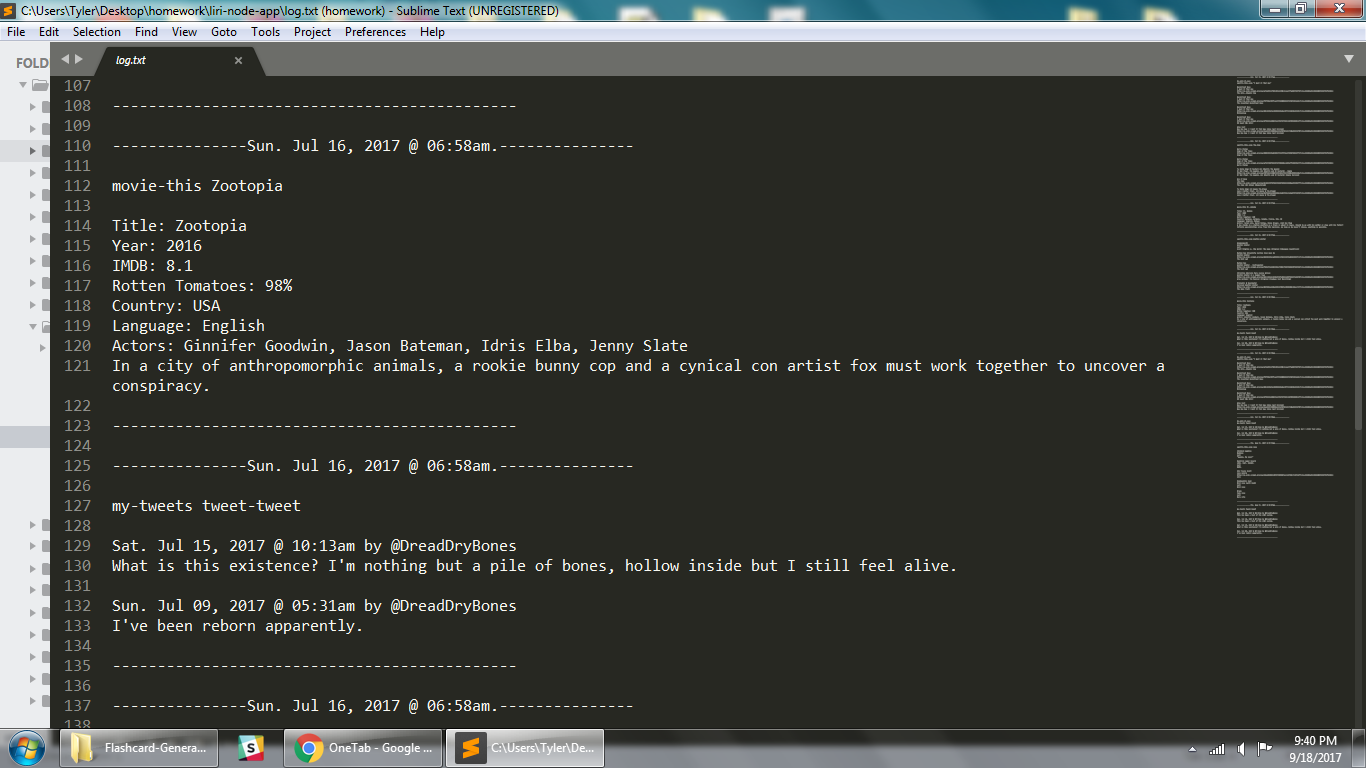 C:\Users\Tyler\Desktop\homework\liri-node-app\log.txt (homework) - Sublime Text (UNREGISTERED)
File Edit Selection Find View Goto Tools Project Preferences Help
FOLD
log.txt
107
108 ---------------------------------------------
109
110 ---------------Sun. Jul 16, 2017 @ 06:58am.---------------
111
112 movie-this Zootopia
113
114 Title: Zootopia
115 Year: 2016
116 IMDB: 8.1
117 Rotten Tomatoes: 98%
118 Country: USA
119 Language: English
120 Actors: Ginnifer Goodwin, Jason Bateman, Idris Elba, Jenny Slate
121 In a city of anthropomorphic animals, a rookie bunny cop and a cynical con artist fox must work together to uncover a
conspiracy.
122
123 ---------------------------------------------
124
125 ---------------Sun. Jul 16, 2017 @ 06:58am.---------------
126
127 my-tweets tweet-tweet
128
129 Sat. Jul 15, 2017 @ 10:13am by @DreadDryBones
130 What is this existence? I'm nothing but a pile of bones, hollow inside but I still feel alive.
131
132 Sun. Jul 09, 2017 @ 05:31am by @DreadDryBones
133 I've been reborn apparently.
134
135 ---------------------------------------------
136
137 ---------------Sun. Jul 16, 2017 @ 06:58am.---------------
138
Flashcard-Genera...
OneTab - Google ...
C:\Users\Tyler\De...
9:40 PM
9/18/2017